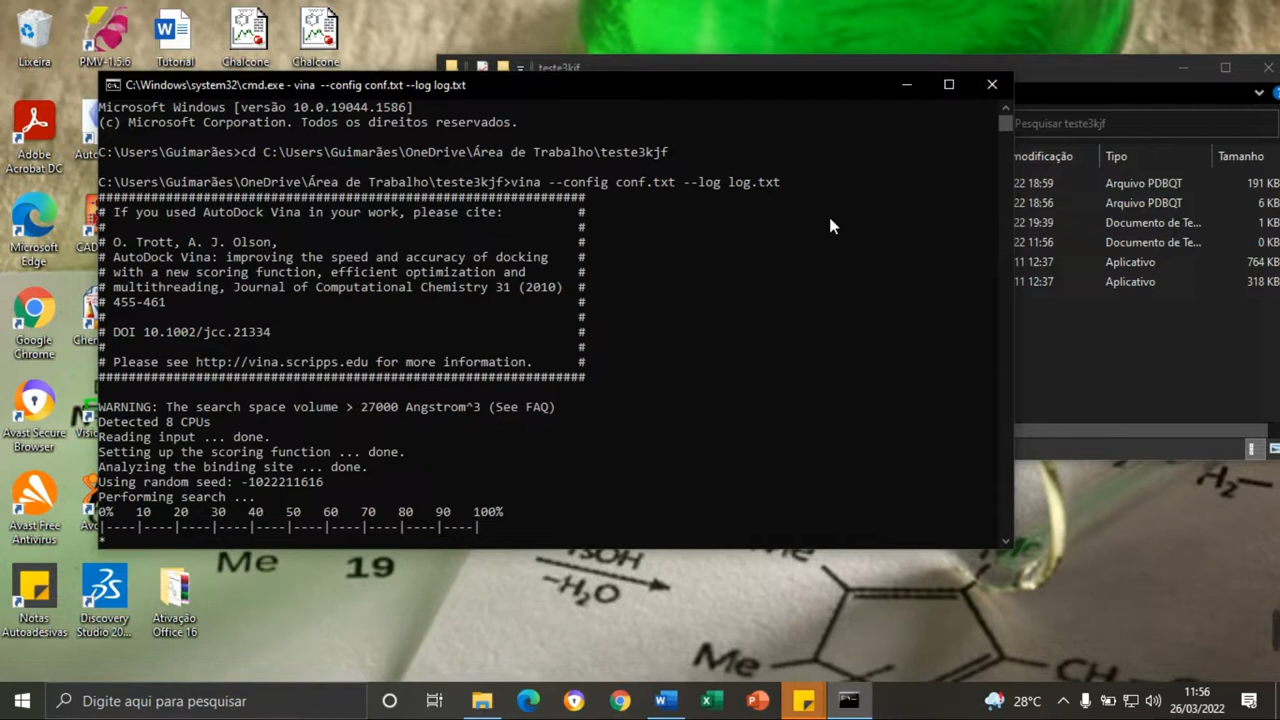 Lixeira
PMV-1.5.6
Tutorial
Chalcone
Chalcone
teste3kjf
C:\Windows\system32\cmd.exe - vina --config conf.txt --log log.txt
Microsoft Windows [versão 10.0.19044.1586]
(c) Microsoft Corporation. Todos os direitos reservados.
C:\Users\Guimarães>cd C:\Users\Guimarães\OneDrive\Área de Trabalho\teste3kjf
C:\Users\Guimarães\OneDrive\Área de Trabalho\teste3kjf>vina --config conf.txt --log log.txt
#################################################################
# If you used AutoDock Vina in your work, please cite: #
# #
# O. Trott, A. J. Olson, #
# AutoDock Vina: improving the speed and accuracy of docking #
# with a new scoring function, efficient optimization and #
# multithreading, Journal of Computational Chemistry 31 (2010) #
# 455-461 #
# #
# DOI 10.1002/jcc.21334 #
# #
# Please see http://vina.scripps.edu for more information. #
#################################################################
WARNING: The search space volume > 27000 Angstrom^3 (See FAQ)
Detected 8 CPUs
Reading input ... done.
Setting up the scoring function ... done.
Analyzing the binding site ... done.
Using random seed: -1022211616
Performing search ...
0% 10 20 30 40 50 60 70 80 90 100%
|----|----|----|----|----|----|----|----|----|----|
*
Pesquisar teste3kjf
modificação Tipo Tamanho
22 18:59 Arquivo PDBQT 191 KB
22 18:56 Arquivo PDBQT 6 KB
22 19:39 Documento de Te...
22 11:56 Documento de Te... 0 KB
11 12:37 Aplicativo 764 KB
11 12:37 Aplicativo 318 KB
Adobe
Acrobat DC
Microsoft
Edge
Google
Chrome
Avast Secure
Browser
Avast Free
Antivirus
Notas
Autoadesivas
Discovery
Studio 20...
Ativação
Office 16
Me 19
−H₂O
H₂−
Me
Digite aqui para pesquisar
28°C
11:56
26/03/2022